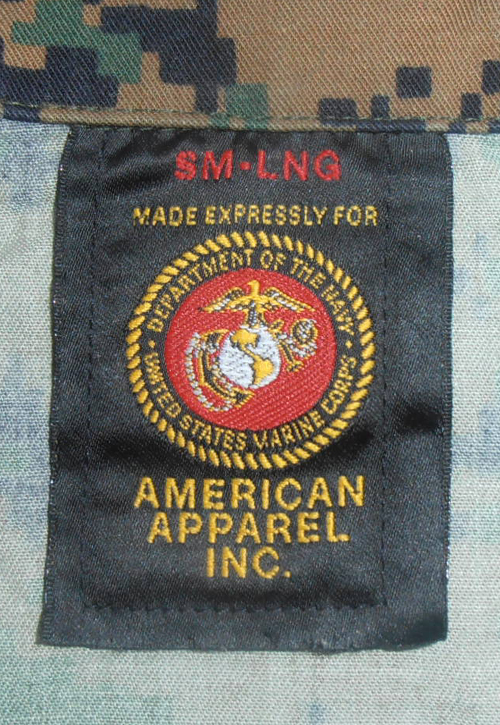 SM-LNG
MADE EXPRESSLY FOR
DEPARTMENT OF THE NAVY
UNITED STATES MARINE CORPS
AMERICAN
APPAREL
INC.